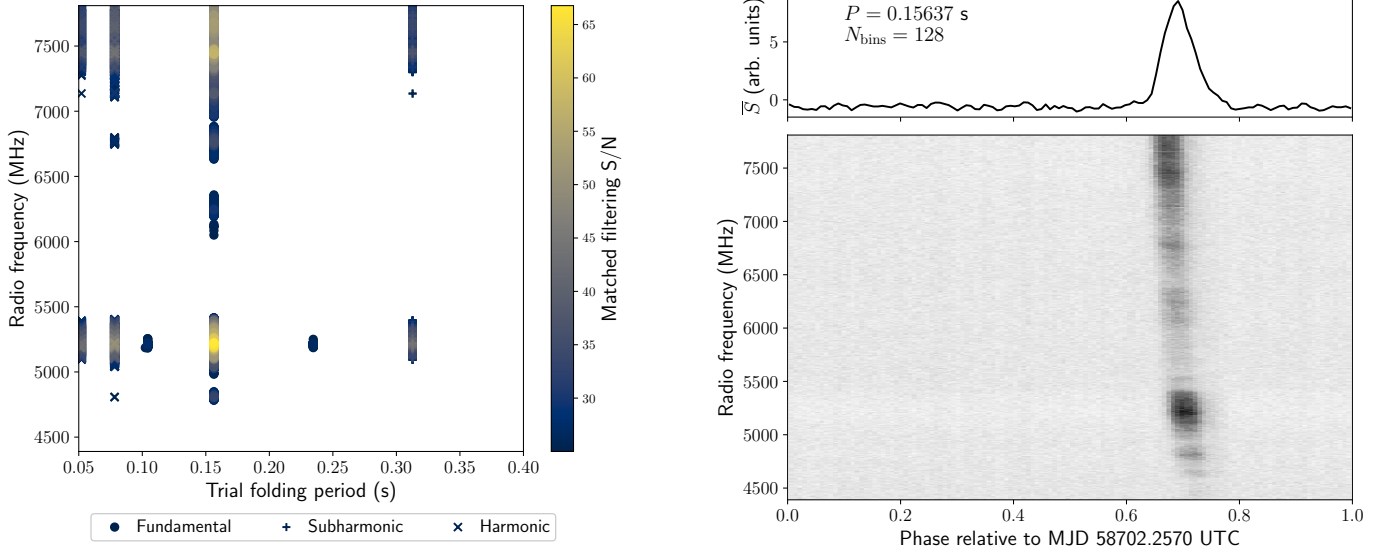 7500
7000
6500
6000
5500
5000
4500
Radio frequency (MHz)
0.05 0.10 0.15 0.20 0.25 0.30 0.35 0.40
Trial folding period (s)
Fundamental Subharmonic Harmonic
65
60
55
50
45
40
35
30
Matched filtering S/N
P = 0.15637 s
N_bins = 128
5
0
S̅ (arb. units)
7500
7000
6500
6000
5500
5000
4500
Radio frequency (MHz)
0.0 0.2 0.4 0.6 0.8 1.0
Phase relative to MJD 58702.2570 UTC